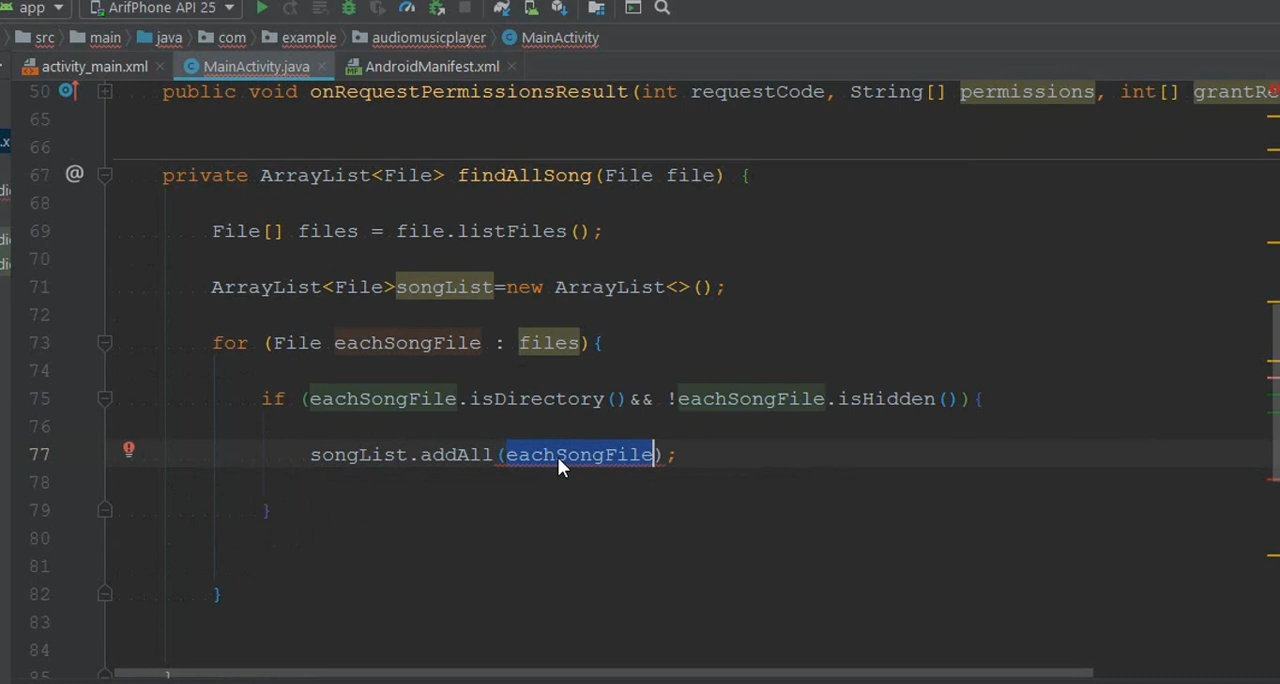 app ArifPhone API 25
src main java com example audiomusicplayer MainActivity
activity_main.xml MainActivity.java AndroidManifest.xml
50 public void onRequestPermissionsResult(int requestCode, String[] permissions, int[] grantRe
65
66
67 @ private ArrayList<File> findAllSong(File file) {
68
69 File[] files = file.listFiles();
70
71 ArrayList<File>songList=new ArrayList<>();
72
73 for (File eachSongFile : files){
74
75 if (eachSongFile.isDirectory()&& !eachSongFile.isHidden()){
76
77 songList.addAll(eachSongFile);
78
79 }
80
81
82 }
83
84
85 }